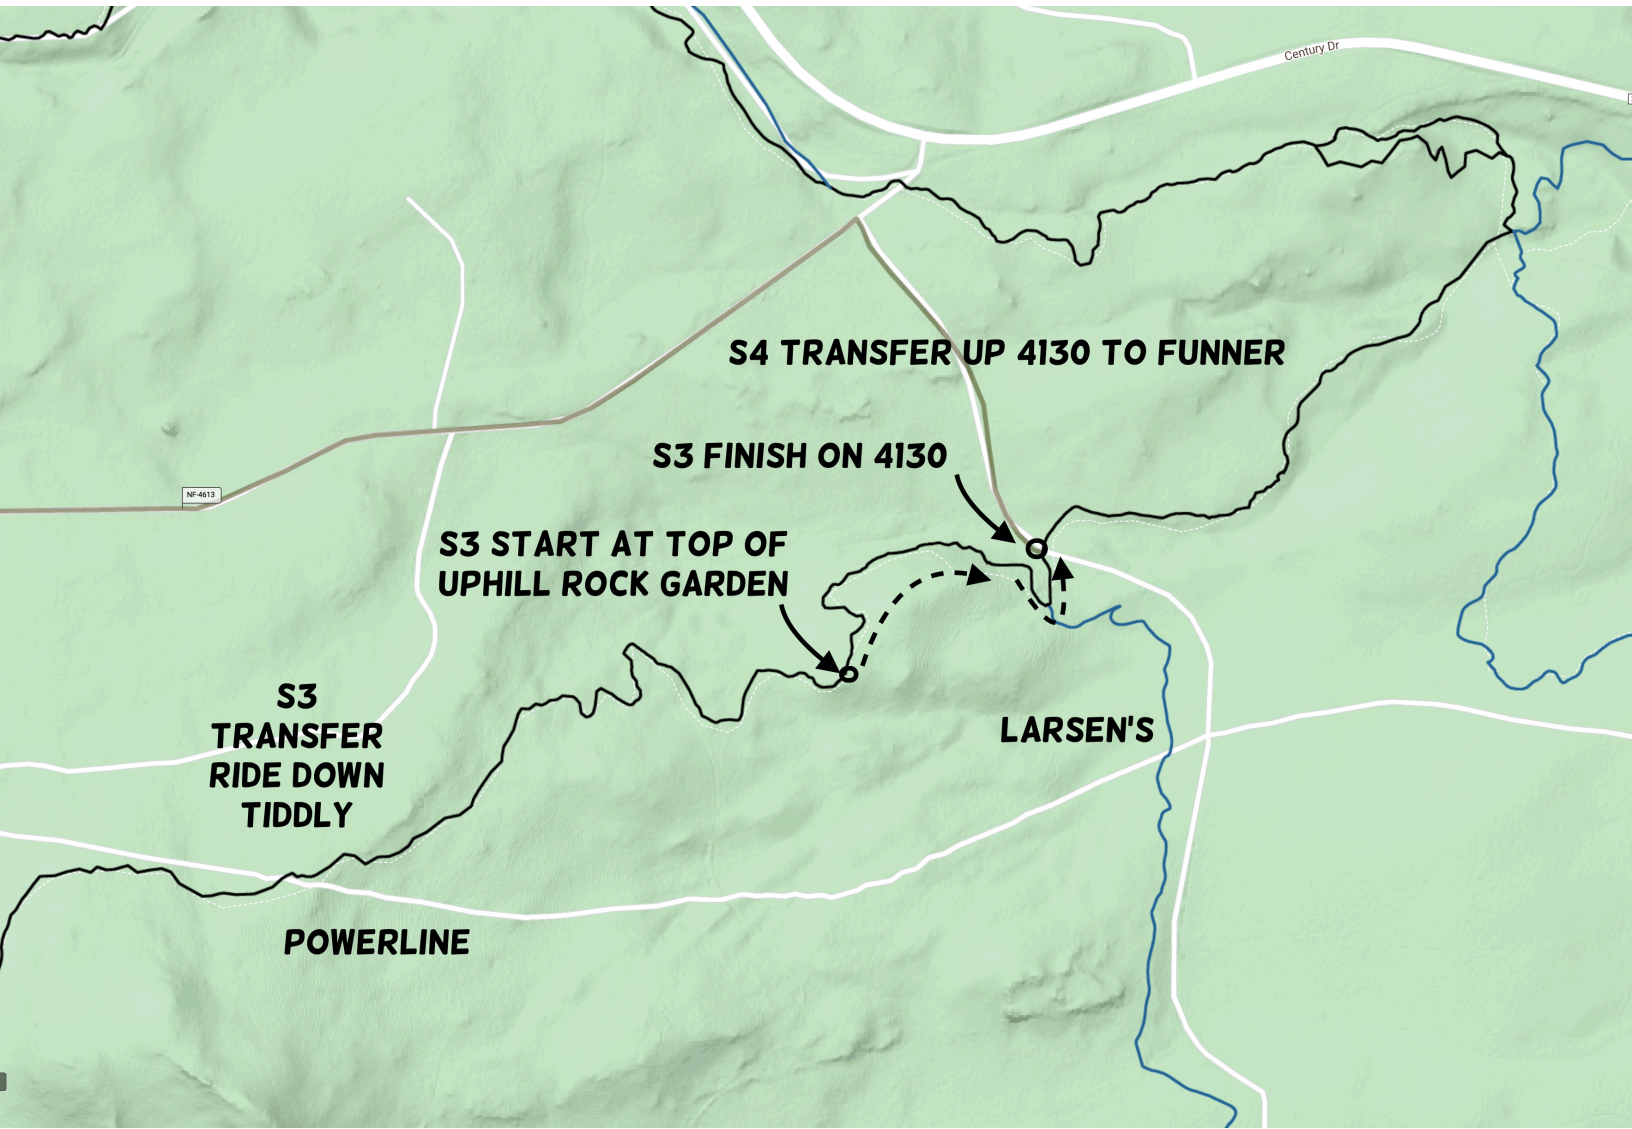 Century Dr
S4 TRANSFER UP 4130 TO FUNNER
S3 FINISH ON 4130
NF-4613
S3 START AT TOP OF
UPHILL ROCK GARDEN
S3
TRANSFER
RIDE DOWN
TIDDLY
LARSEN'S
POWERLINE